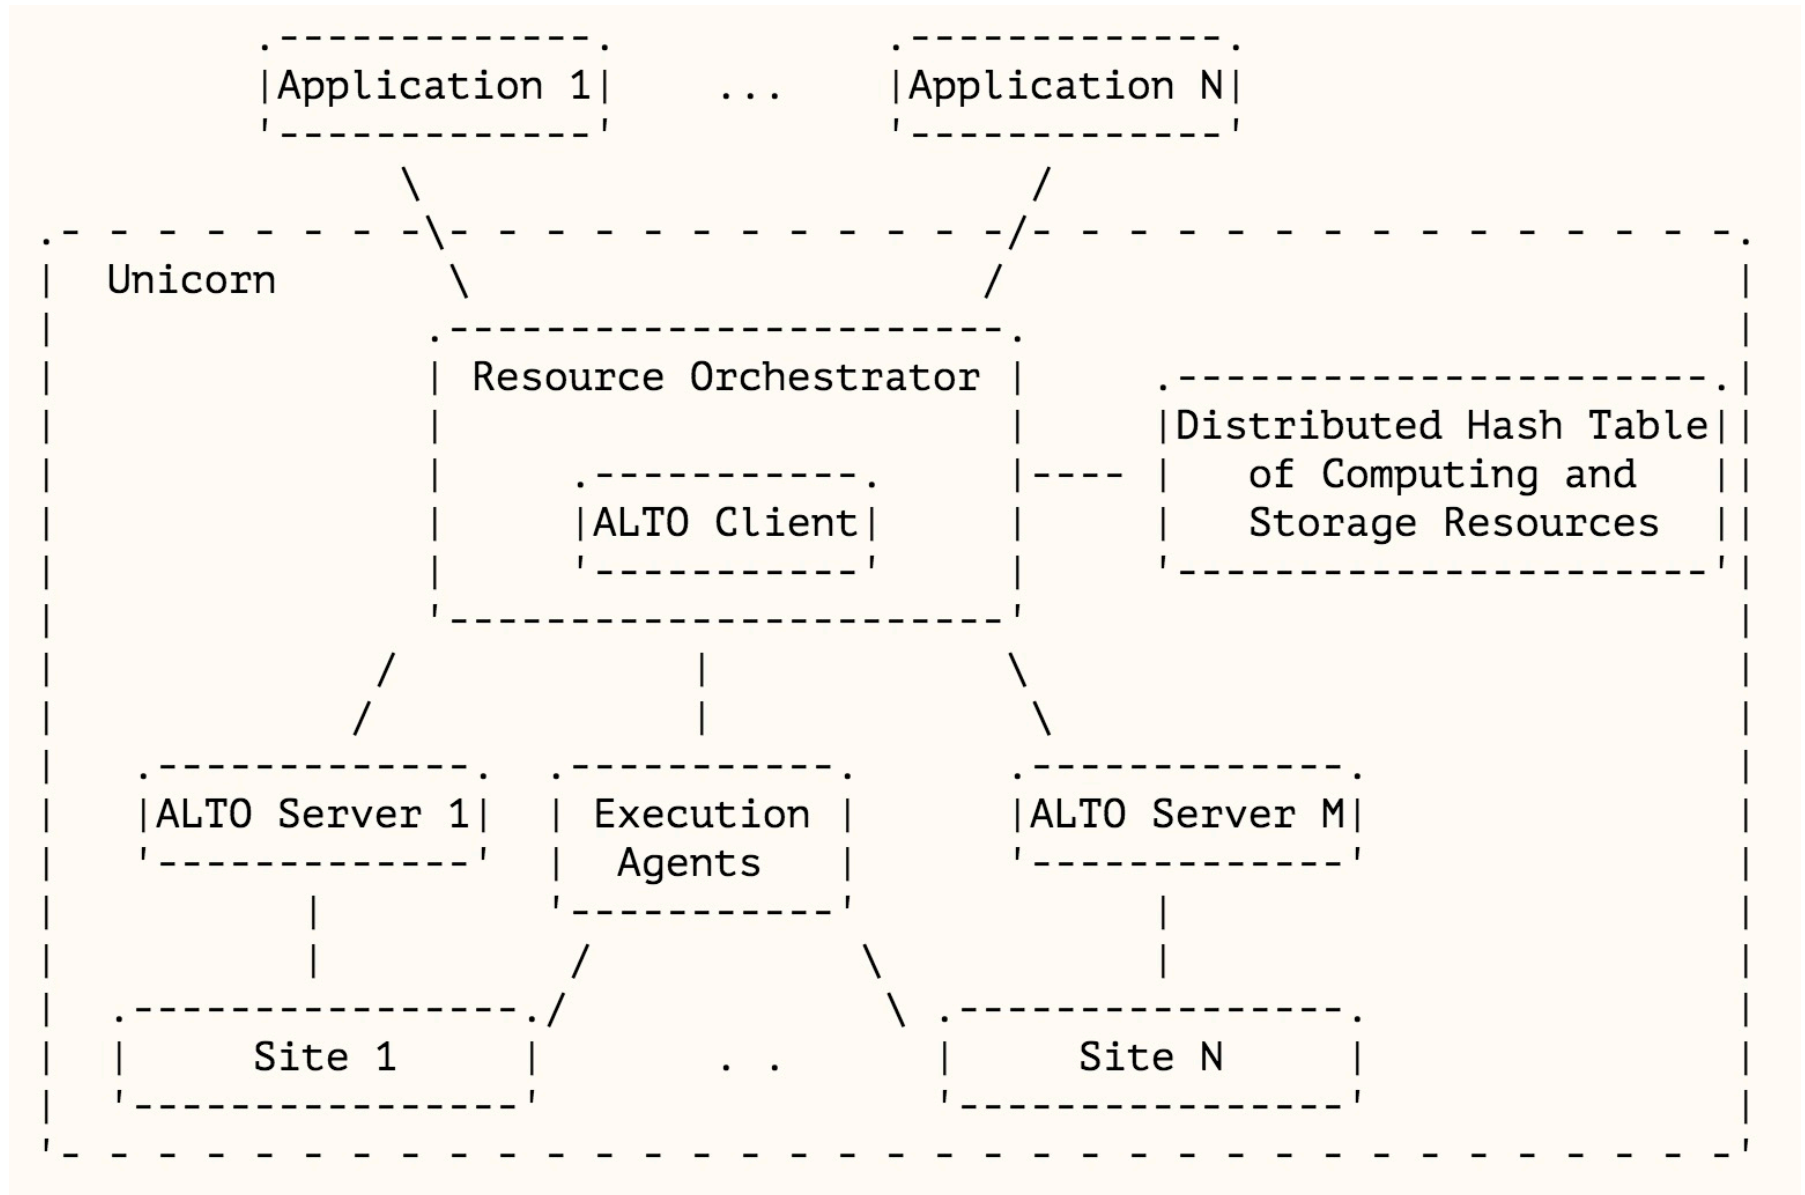 Application 1 ... Application N
Unicorn
Resource Orchestrator
Distributed Hash Table
of Computing and
ALTO Client Storage Resources
ALTO Server 1 Execution ALTO Server M
Agents
Site 1 . . Site N